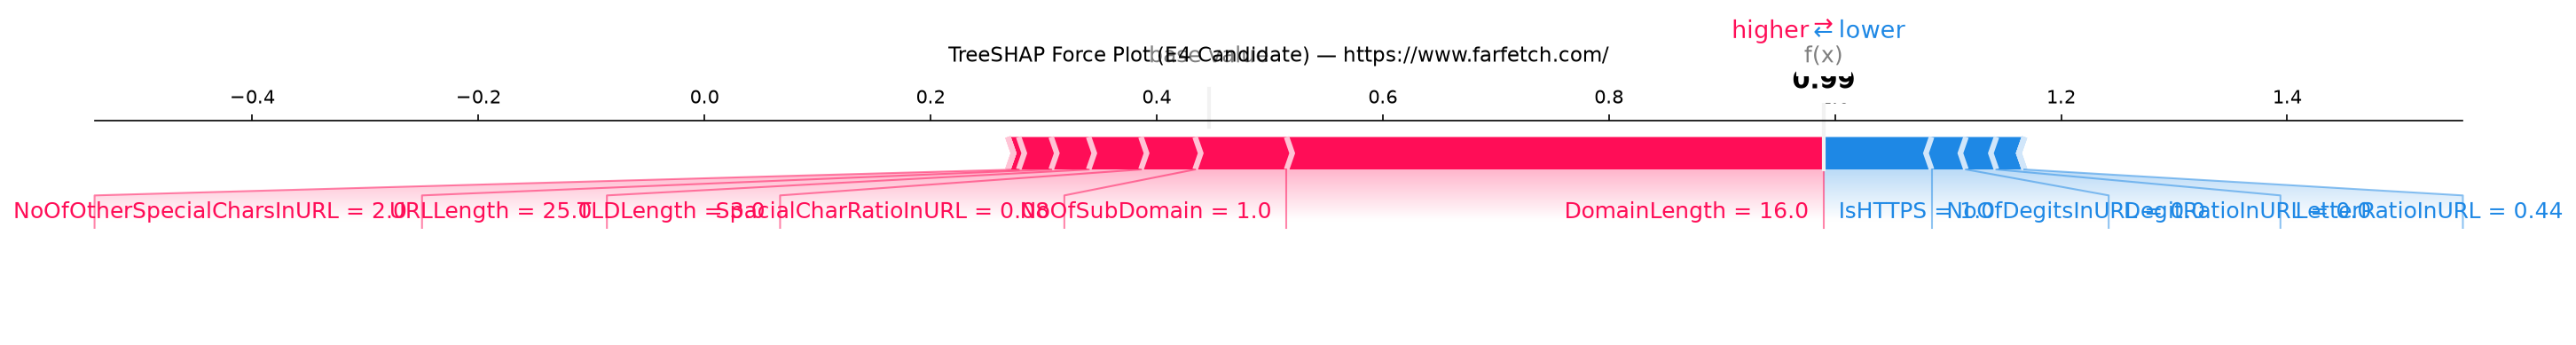 higher ⇄ lower
TreeSHAP Force Plot (E4 Candidate) — https://www.farfetch.com/
base value
f(x)
0.99
−0.4 −0.2 0.0 0.2 0.4 0.6 0.8 1.2 1.4
NoOfOtherSpecialCharsInURL = 2.0 URLLength = 25.0 TLDLength = 3.0 SpacialCharRatioInURL = 0.08 NoOfSubDomain = 1.0 DomainLength = 16.0 IsHTTPS = 1.0 NoOfDegitsInURL = 0.0 DegitRatioInURL = 0.0 LetterRatioInURL = 0.44